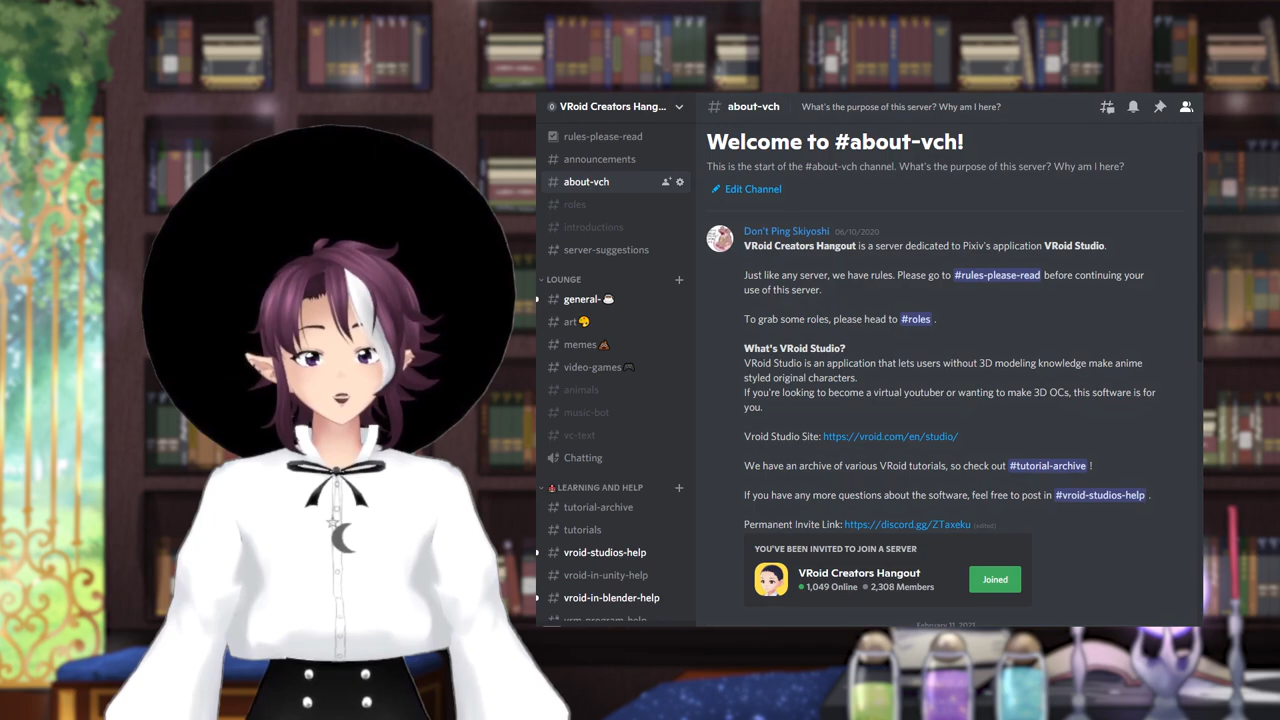 VRoid Creators Hang...
rules-please-read
announcements
about-vch
roles
introductions
server-suggestions
LOUNGE
general-
art
memes
video-games
animals
music-bot
vc-text
Chatting
LEARNING AND HELP
tutorial-archive
tutorials
vroid-studios-help
vroid-in-unity-help
vroid-in-blender-help
vrm-program-help
# about-vch What's the purpose of this server? Why am I here?
Welcome to #about-vch!
This is the start of the #about-vch channel. What's the purpose of this server? Why am I here?
Edit Channel
Don't Ping Skiyoshi 06/10/2020
VRoid Creators Hangout is a server dedicated to Pixiv's application VRoid Studio.
Just like any server, we have rules. Please go to #rules-please-read before continuing your
use of this server.
To grab some roles, please head to #roles .
What's VRoid Studio?
VRoid Studio is an application that lets users without 3D modeling knowledge make anime
styled original characters.
If you're looking to become a virtual youtuber or wanting to make 3D OCs, this software is for
you.
Vroid Studio Site: https://vroid.com/en/studio/
We have an archive of various VRoid tutorials, so check out #tutorial-archive !
If you have any more questions about the software, feel free to post in #vroid-studios-help .
Permanent Invite Link: https://discord.gg/ZTaxeku (edited)
YOU'VE BEEN INVITED TO JOIN A SERVER
VRoid Creators Hangout
1,049 Online 2,308 Members
Joined
February 11, 2021